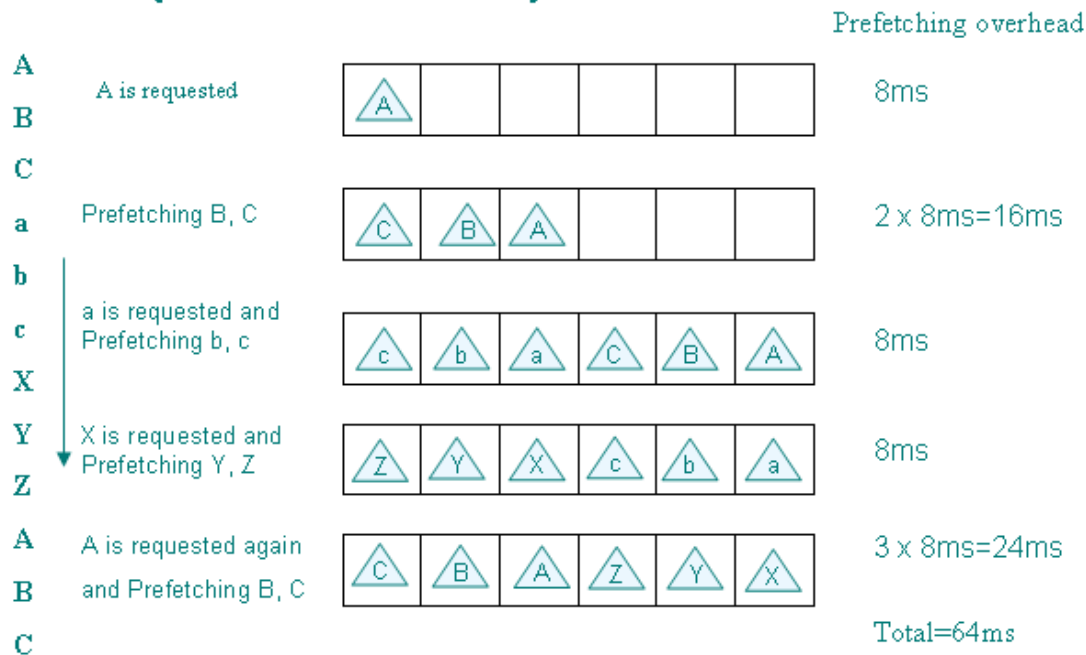 Prefetching overhead
A
B
C
a
b
c
X
Y
Z
A
B
C
A is requested
A
8ms
Prefetching B, C
C B A
2 x 8ms=16ms
a is requested and
Prefetching b, c
c b a C B A
8ms
X is requested and
Prefetching Y, Z
Z Y X c b a
8ms
A is requested again
and Prefetching B, C
C B A Z Y X
3 x 8ms=24ms
Total=64ms